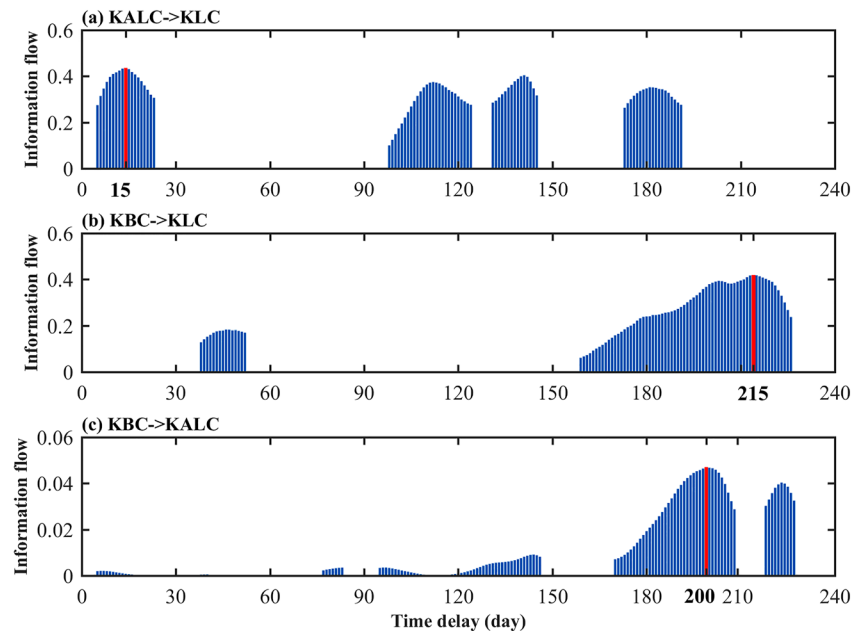 (a) KALC->KLC
Information flow
0.6
0.4
0.2
0
0 15 30 60 90 120 150 180 210 240
(b) KBC->KLC
Information flow
0.6
0.4
0.2
0
0 30 60 90 120 150 180 215 240
(c) KBC->KALC
Information flow
0.06
0.04
0.02
0
0 30 60 90 120 150 180 200 210 240
Time delay (day)